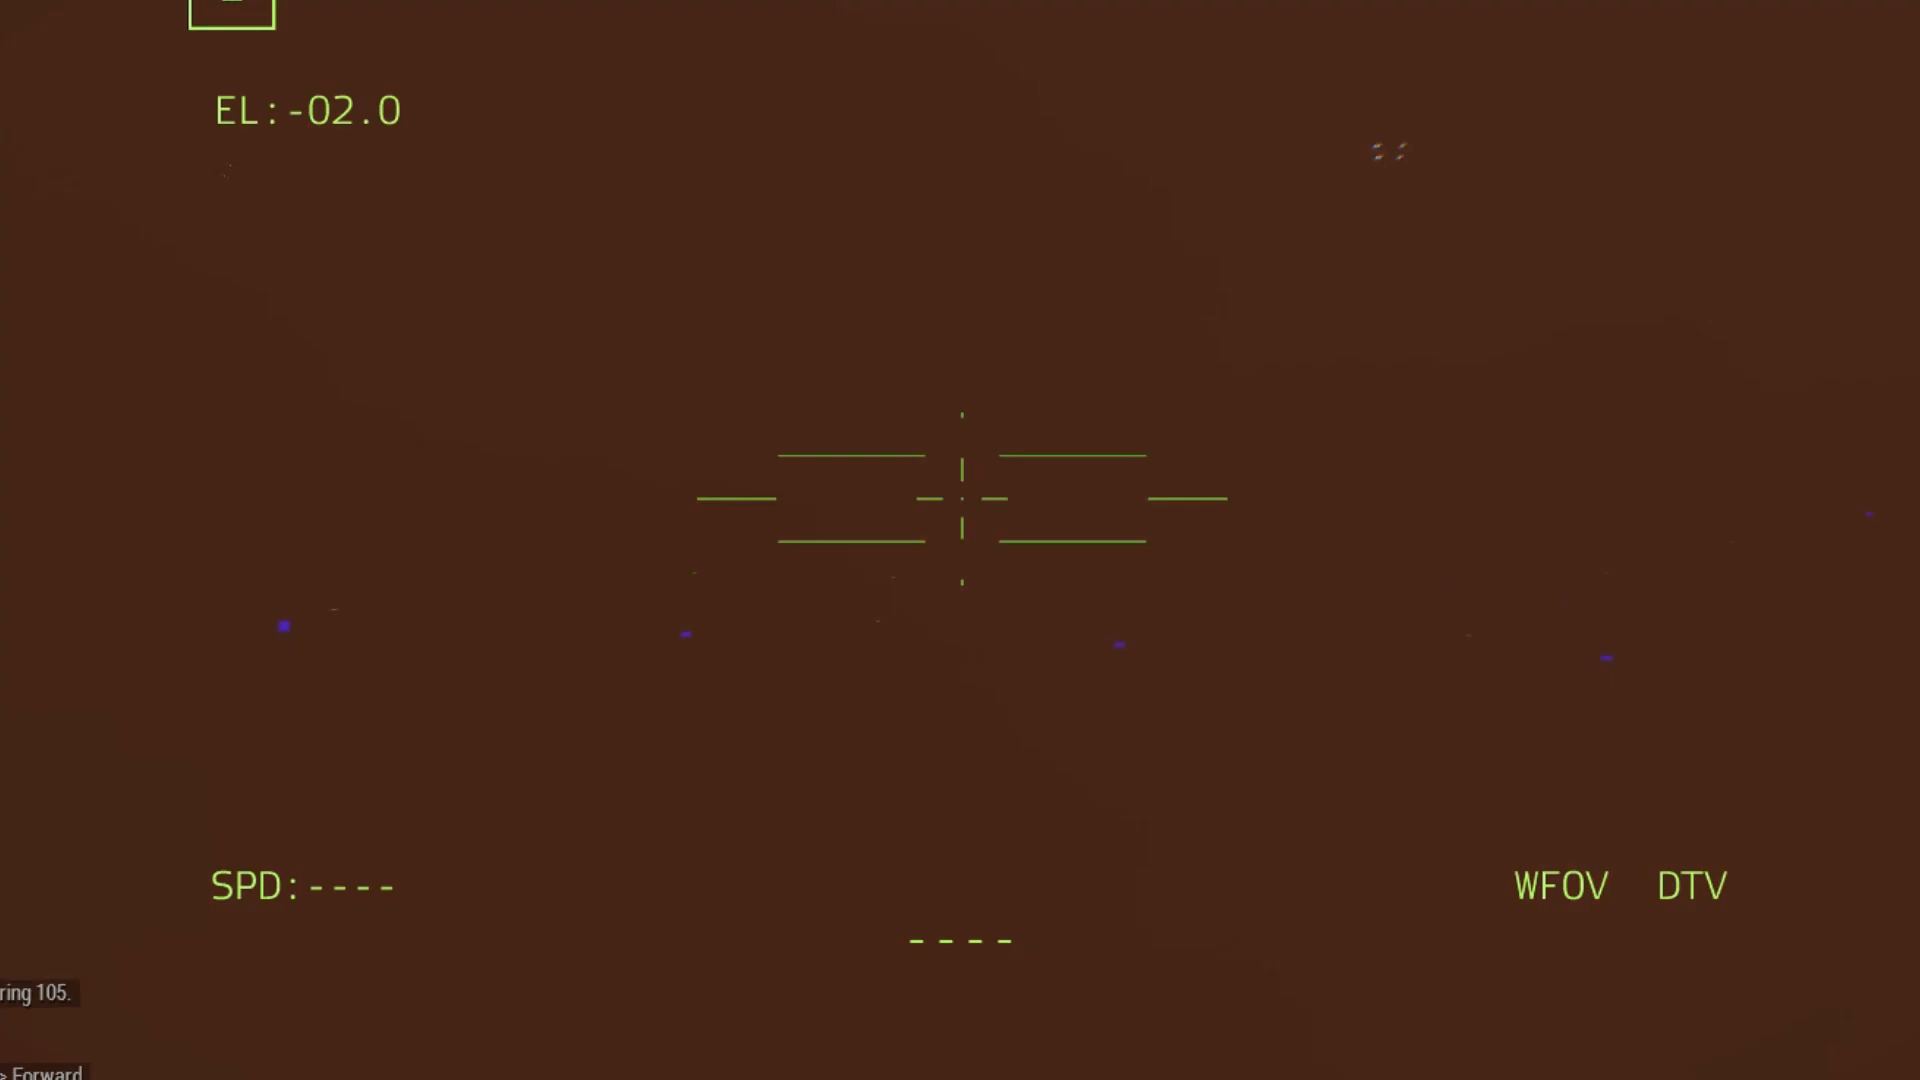 EL:-02.0
SPD:----
WFOV DTV
----
ring 105.
> Forward